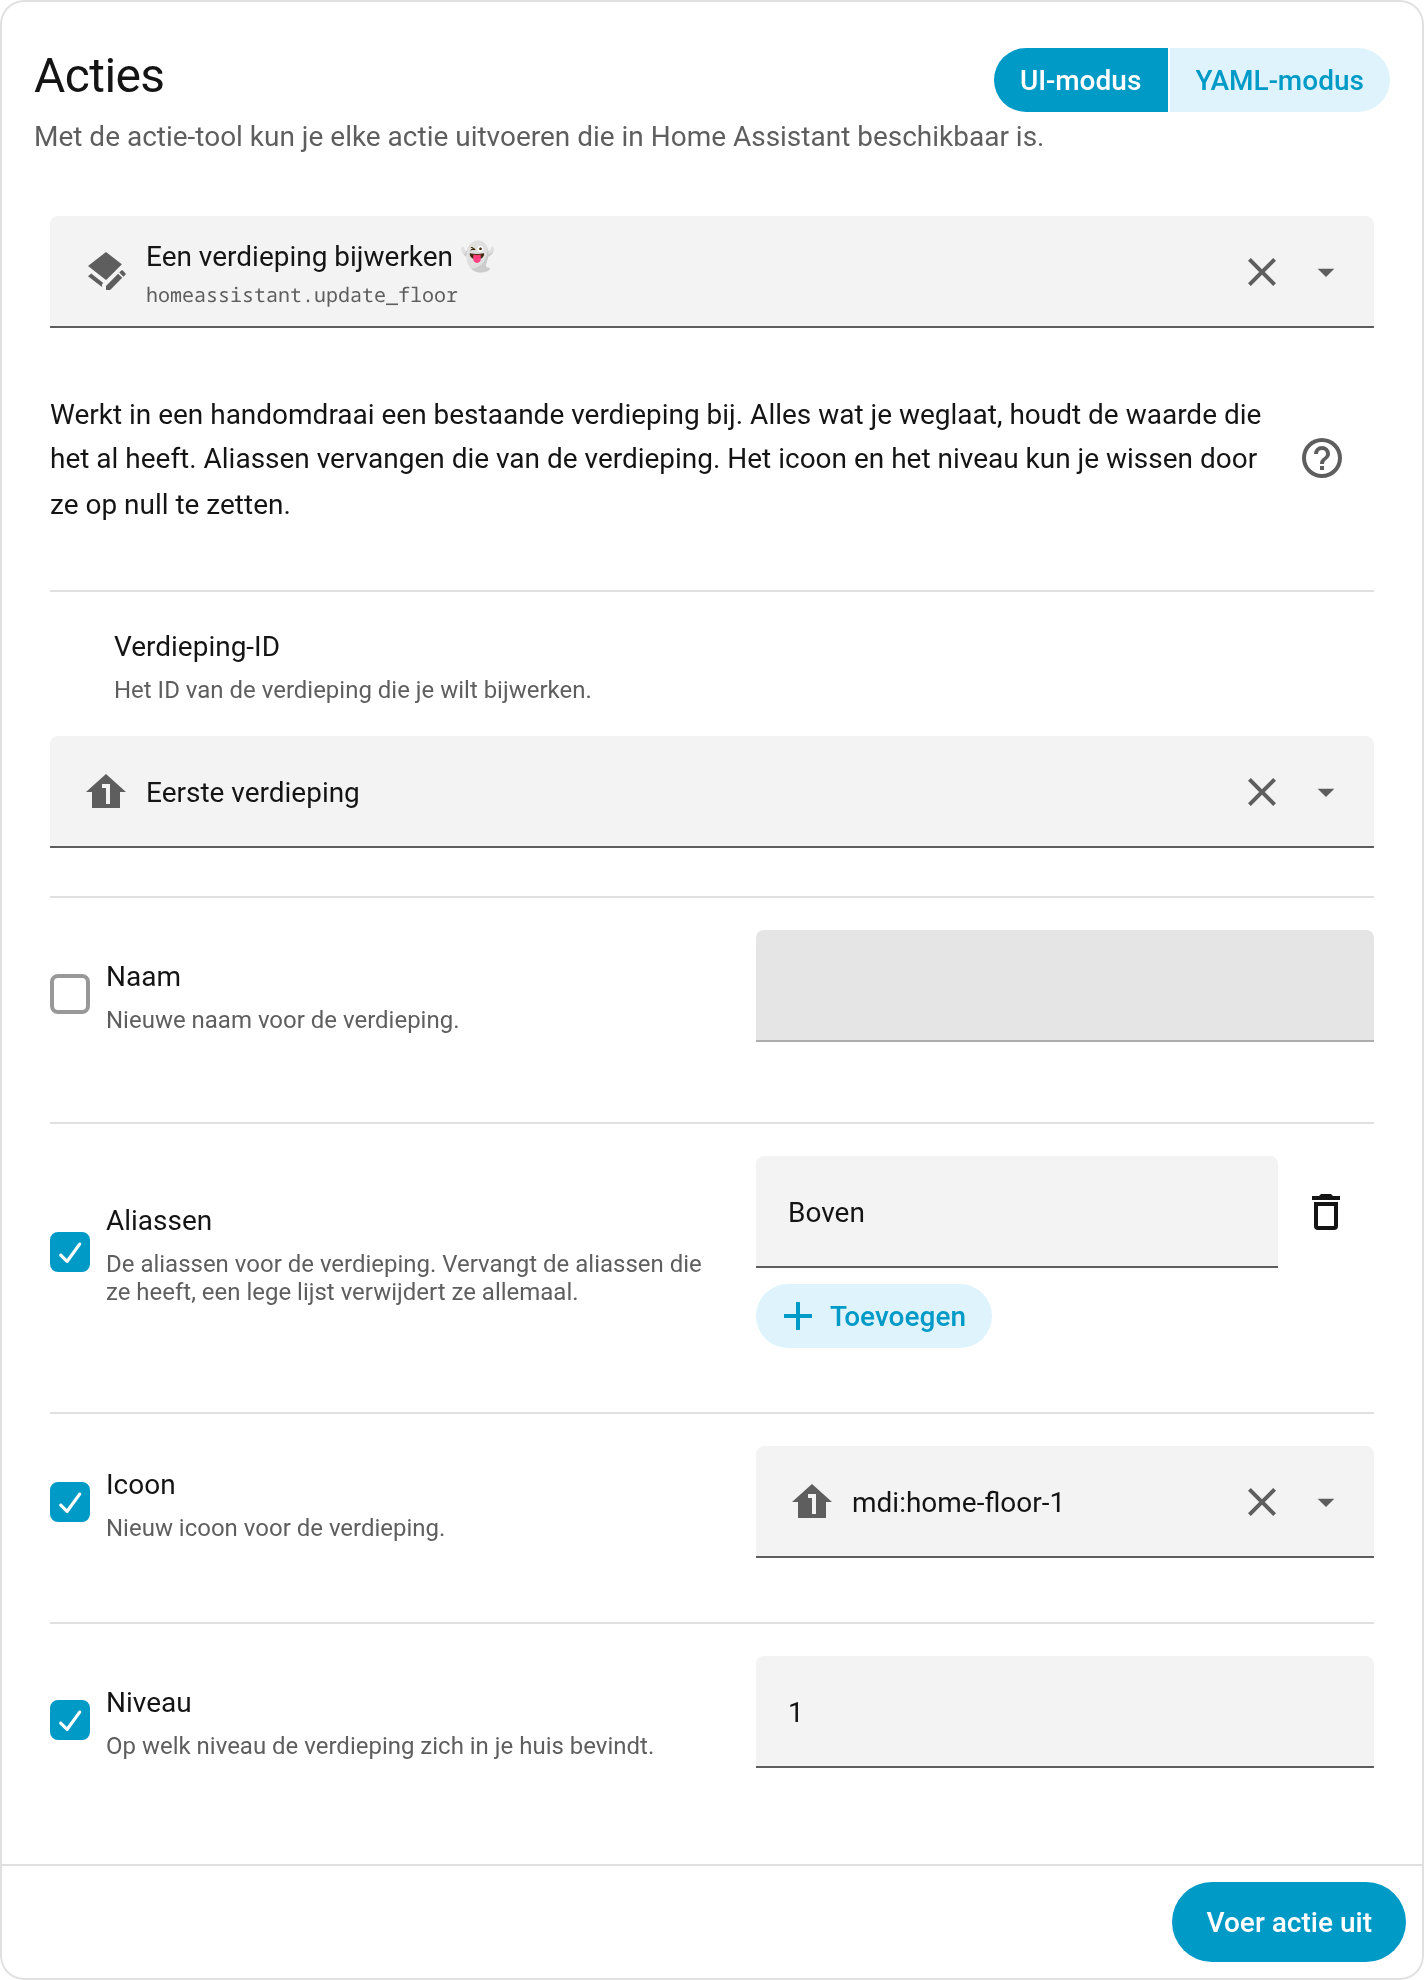 Acties
UI-modus
YAML-modus
Met de actie-tool kun je elke actie uitvoeren die in Home Assistant beschikbaar is.
Een verdieping bijwerken 👻
homeassistant.update_floor
Werkt in een handomdraai een bestaande verdieping bij. Alles wat je weglaat, houdt de waarde die
het al heeft. Aliassen vervangen die van de verdieping. Het icoon en het niveau kun je wissen door
ze op null te zetten.
Verdieping-ID
Het ID van de verdieping die je wilt bijwerken.
Eerste verdieping
Naam
Nieuwe naam voor de verdieping.
Aliassen
De aliassen voor de verdieping. Vervangt de aliassen die
ze heeft, een lege lijst verwijdert ze allemaal.
Boven
Toevoegen
Icoon
Nieuw icoon voor de verdieping.
mdi:home-floor-1
Niveau
Op welk niveau de verdieping zich in je huis bevindt.
1
Voer actie uit